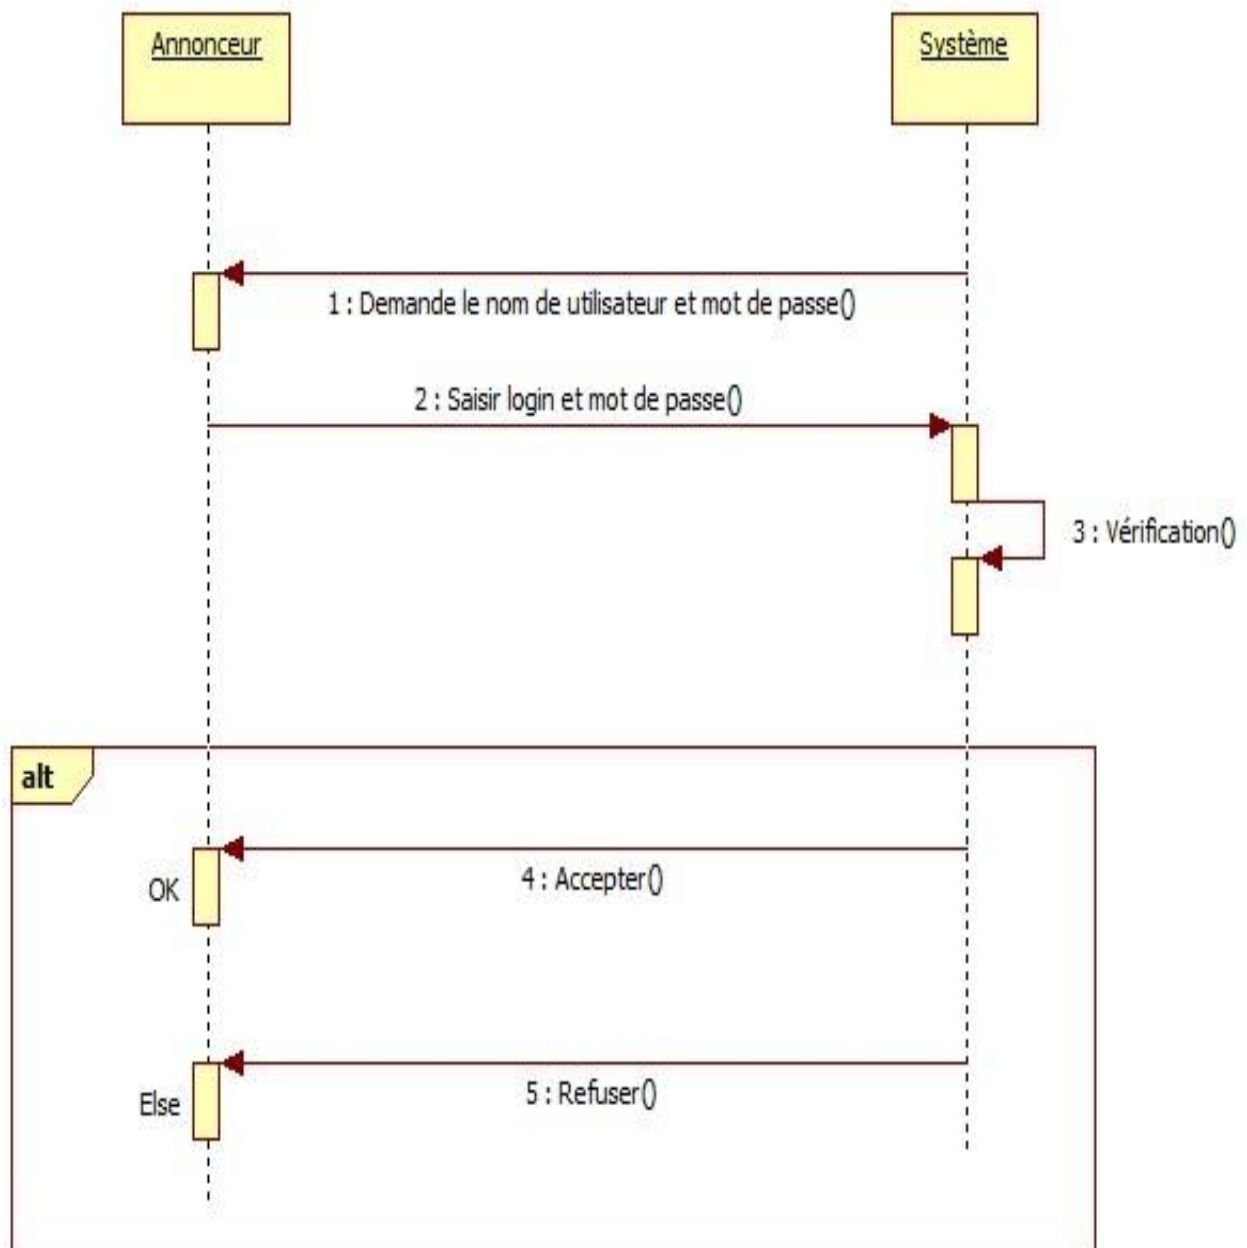 Annonceur
Système
1 : Demande le nom de utilisateur et mot de passe()
2 : Saisir login et mot de passe()
3 : Vérification()
alt
OK
4 : Accepter()
Else
5 : Refuser()